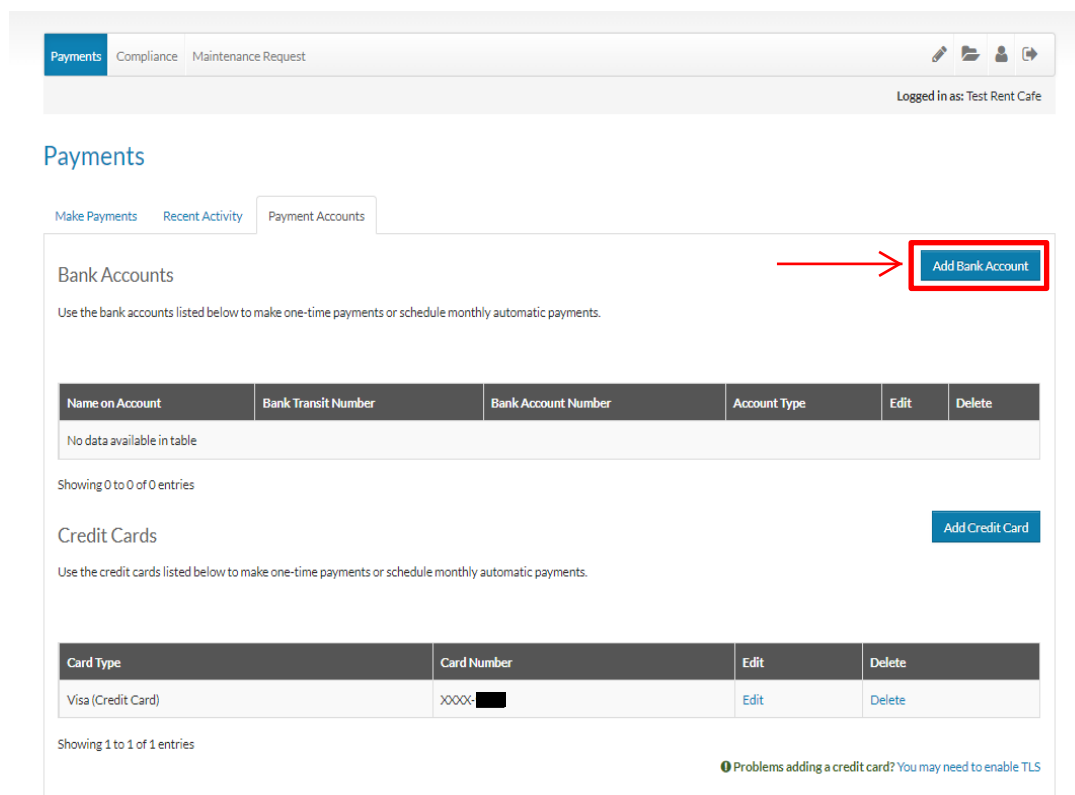 Payments Compliance Maintenance Request
Logged in as: Test Rent Cafe
Payments
Make Payments Recent Activity Payment Accounts
Bank Accounts
Add Bank Account
Use the bank accounts listed below to make one-time payments or schedule monthly automatic payments.
Name on Account Bank Transit Number Bank Account Number Account Type Edit Delete
No data available in table
Showing 0 to 0 of 0 entries
Credit Cards
Add Credit Card
Use the credit cards listed below to make one-time payments or schedule monthly automatic payments.
Card Type Card Number Edit Delete
Visa (Credit Card) XXXX- Edit Delete
Showing 1 to 1 of 1 entries
Problems adding a credit card? You may need to enable TLS